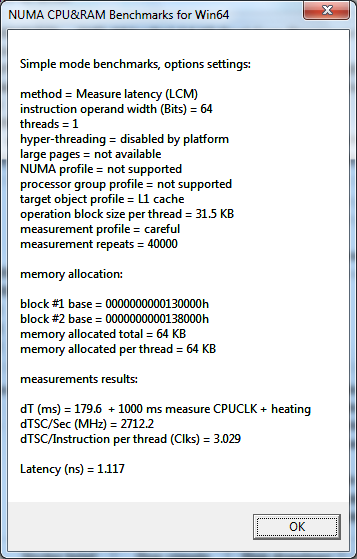 NUMA CPU&RAM Benchmarks for Win64
Simple mode benchmarks, options settings:
method = Measure latency (LCM)
instruction operand width (Bits) = 64
threads = 1
hyper-threading = disabled by platform
large pages = not available
NUMA profile = not supported
processor group profile = not supported
target object profile = L1 cache
operation block size per thread = 31.5 KB
measurement profile = careful
measurement repeats = 40000
memory allocation:
block #1 base = 0000000000130000h
block #2 base = 0000000000138000h
memory allocated total = 64 KB
memory allocated per thread = 64 KB
measurements results:
dT (ms) = 179.6  + 1000 ms measure CPUCLK + heating
dTSC/Sec (MHz) = 2712.2
dTSC/Instruction per thread (Clks) = 3.029
Latency (ns) = 1.117
OK